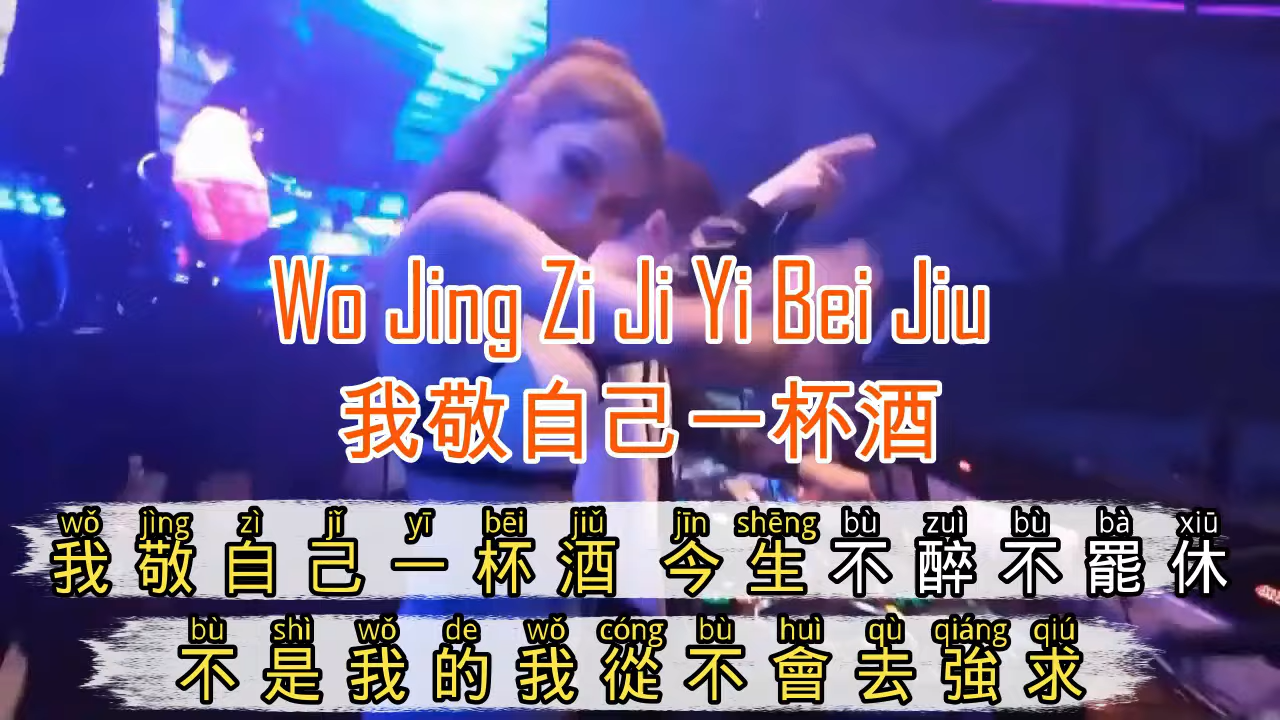 Wo Jing Zi Ji Yi Bei Jiu
我敬自己一杯酒
wǒ jìng zì jǐ yī bēi jiǔ jīn shēng bù zuì bù bà xiū
我敬自己一杯酒 今生不醉不罷休
bù shì wǒ de wǒ cóng bù huì qù qiáng qiú
不是我的我從不會去強求